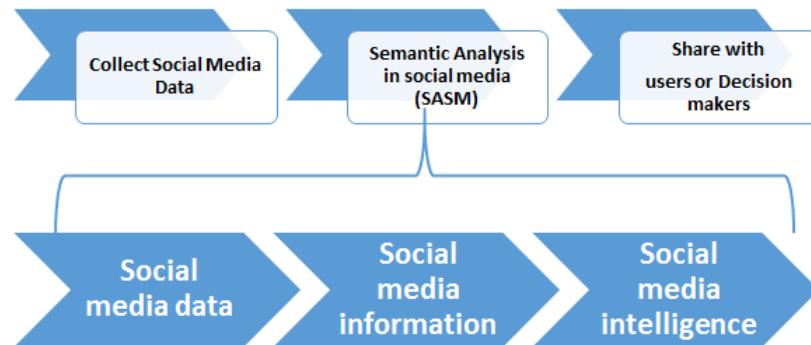 Collect Social Media
Data
Semantic Analysis
in social media
(SASM)
Share with
users or Decision
makers
Social
media data
Social
media
information
Social
media
intelligence